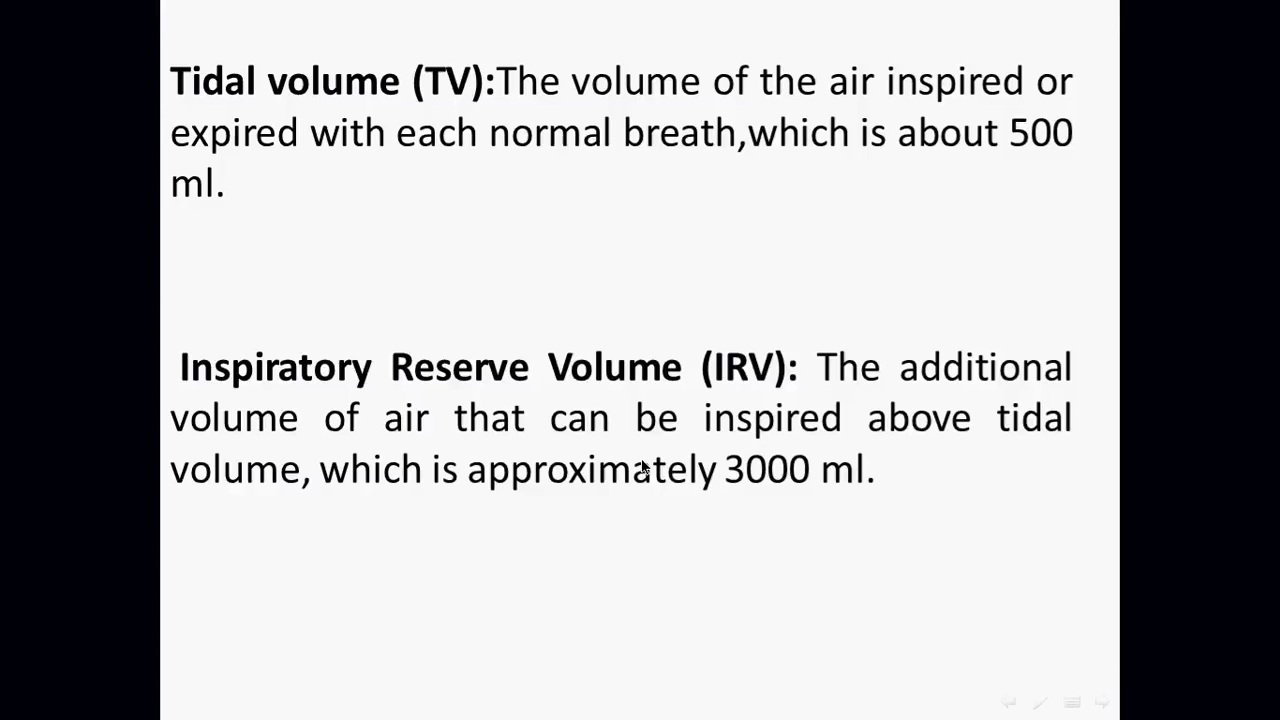 Tidal volume (TV):The volume of the air inspired or
expired with each normal breath,which is about 500
ml.
Inspiratory Reserve Volume (IRV): The additional
volume of air that can be inspired above tidal
volume, which is approximately 3000 ml.